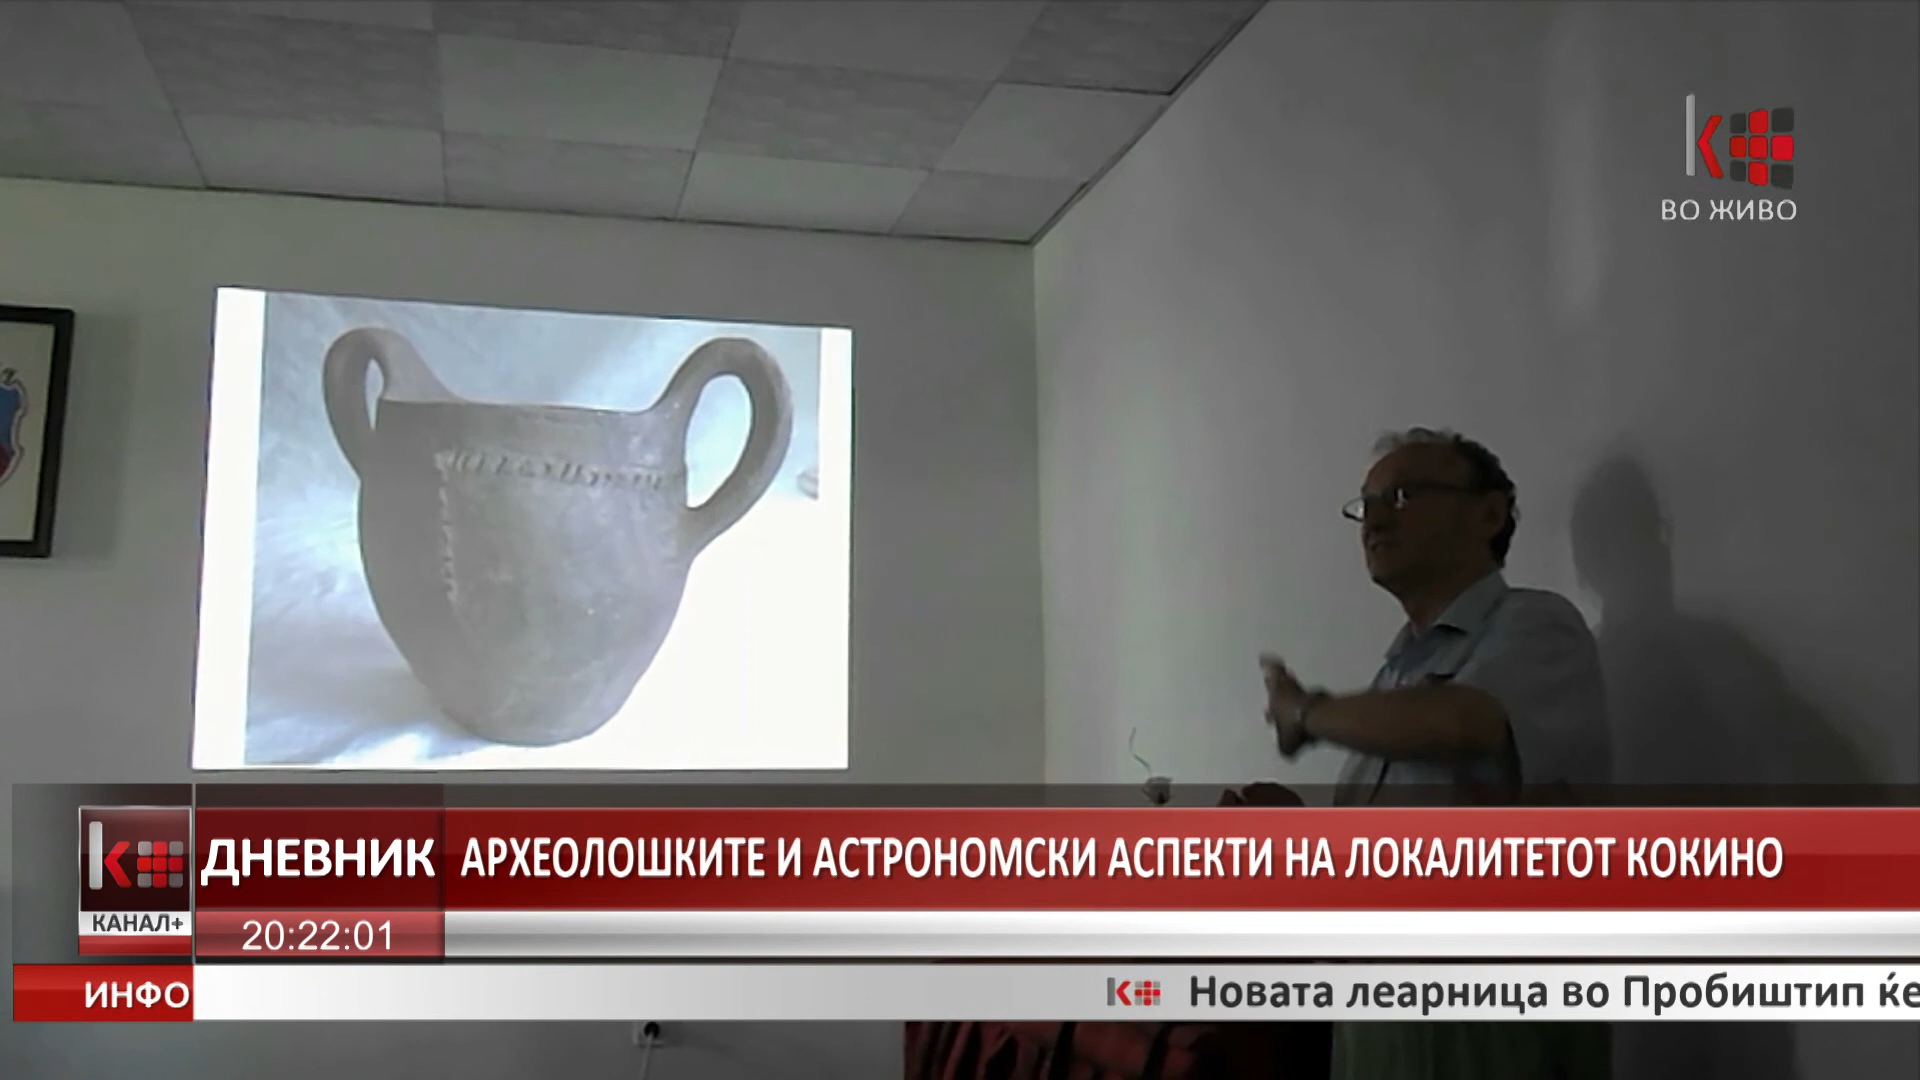 ВО ЖИВО
ДНЕВНИК
АРХЕОЛОШКИТЕ И АСТРОНОМСКИ АСПЕКТИ НА ЛОКАЛИТЕТОТ КОКИНО
КАНАЛ+
20:22:01
ИНФО
Новата леарница во Пробиштип ќе